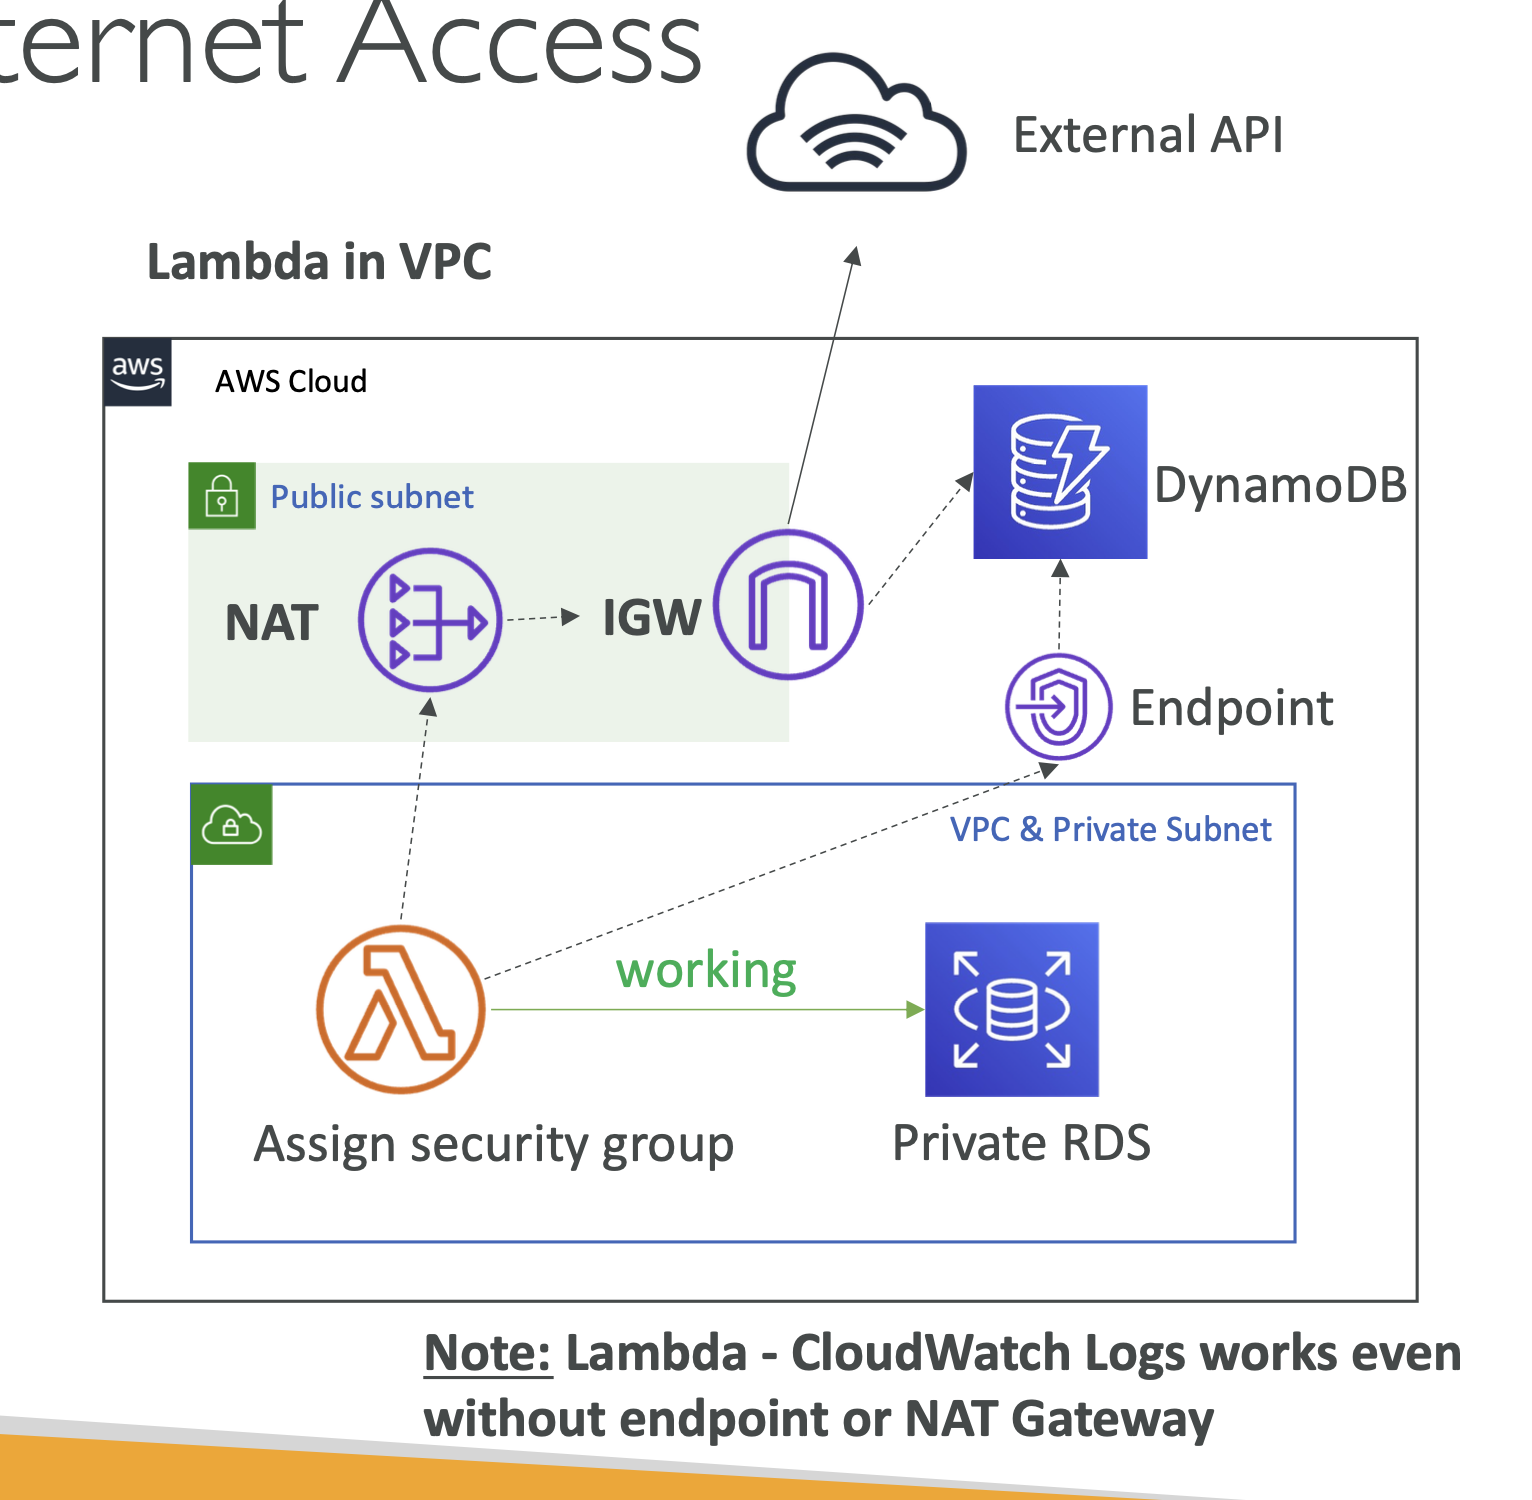 ternet Access
External API
Lambda in VPC
aws
AWS Cloud
DynamoDB
Public subnet
NAT
IGW
Endpoint
VPC & Private Subnet
working
Assign security group
Private RDS
Note: Lambda - CloudWatch Logs works even
without endpoint or NAT Gateway